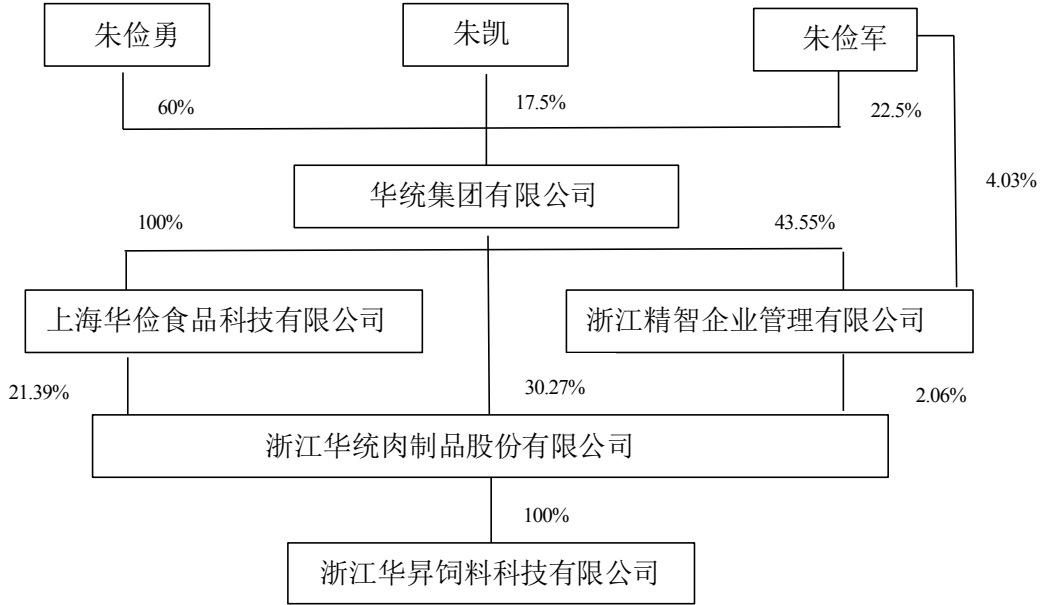 朱俭勇
朱凯
朱俭军
60%
17.5%
22.5%
华统集团有限公司
4.03%
100%
43.55%
上海华俭食品科技有限公司
浙江精智企业管理有限公司
21.39%
30.27%
2.06%
浙江华统肉制品股份有限公司
100%
浙江华昇饲料科技有限公司